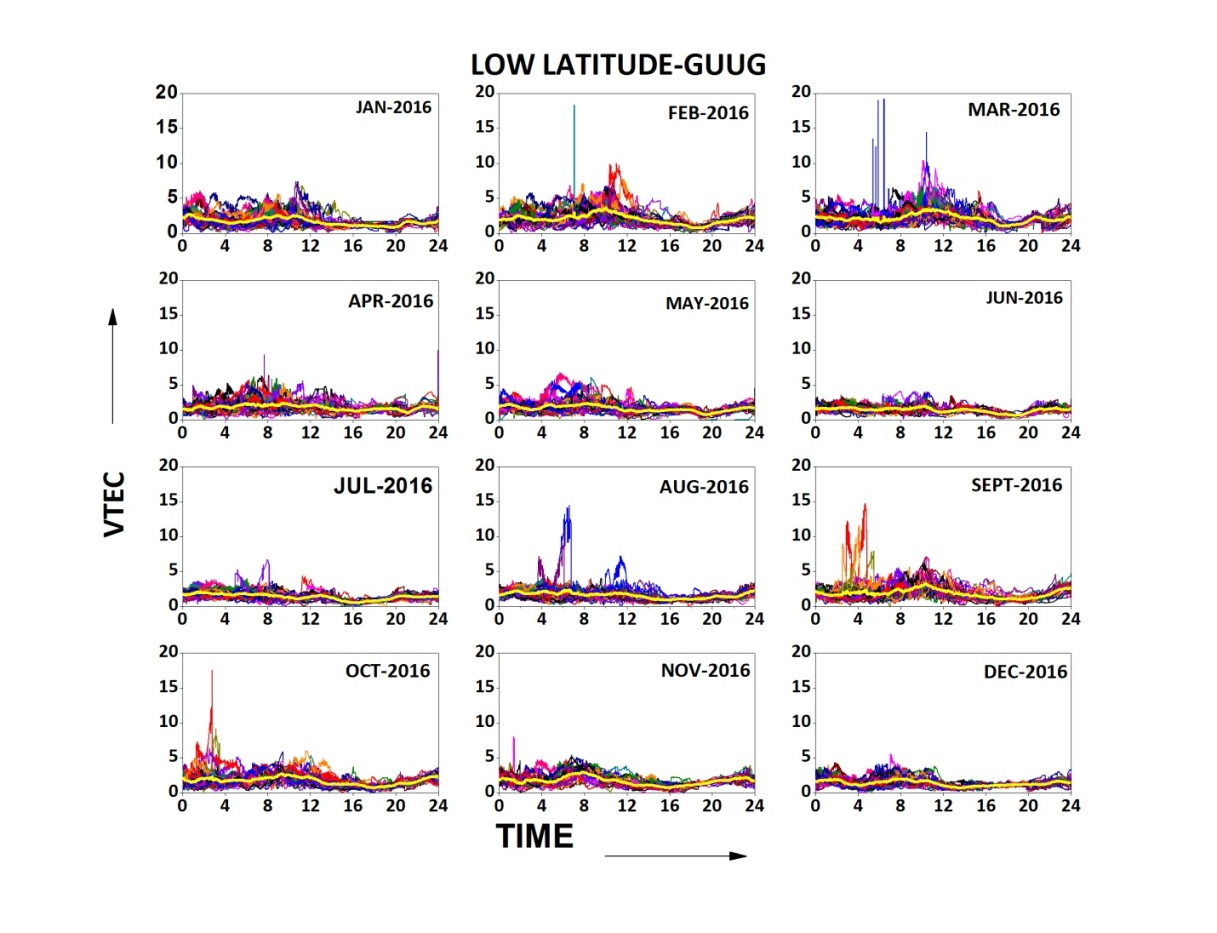 LOW LATITUDE-GUUG
20 20 20
JAN-2016 FEB-2016 MAR-2016
15 15 15
10 10 10
5 5 5
0 0 0
0 4 8 12 16 20 24 0 4 8 12 16 20 24 0 4 8 12 16 20 24
20 20 20
APR-2016 MAY-2016 JUN-2016
15 15 15
10 10 10
5 5 5
0 0 0
0 4 8 12 16 20 24 0 4 8 12 16 20 24 0 4 8 12 16 20 24
20 20 20
JUL-2016 AUG-2016 SEPT-2016
15 15 15
10 10 10
5 5 5
0 0 0
0 4 8 12 16 20 24 0 4 8 12 16 20 24 0 4 8 12 16 20 24
20 20 20
OCT-2016 NOV-2016 DEC-2016
15 15 15
10 10 10
5 5 5
0 0 0
0 4 8 12 16 20 24 0 4 8 12 16 20 24 0 4 8 12 16 20 24
VTEC
TIME